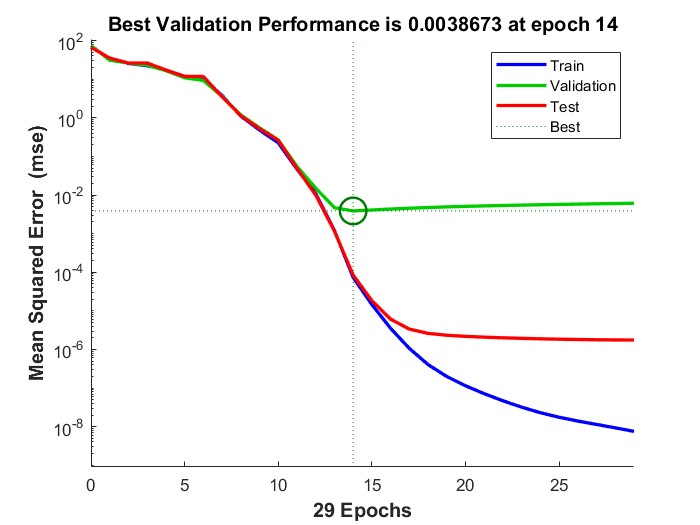 Best Validation Performance is 0.0038673 at epoch 14
Mean Squared Error (mse)
10^2
10^0
10^-2
10^-4
10^-6
10^-8
Train
Validation
Test
Best
0 5 10 15 20 25
29 Epochs